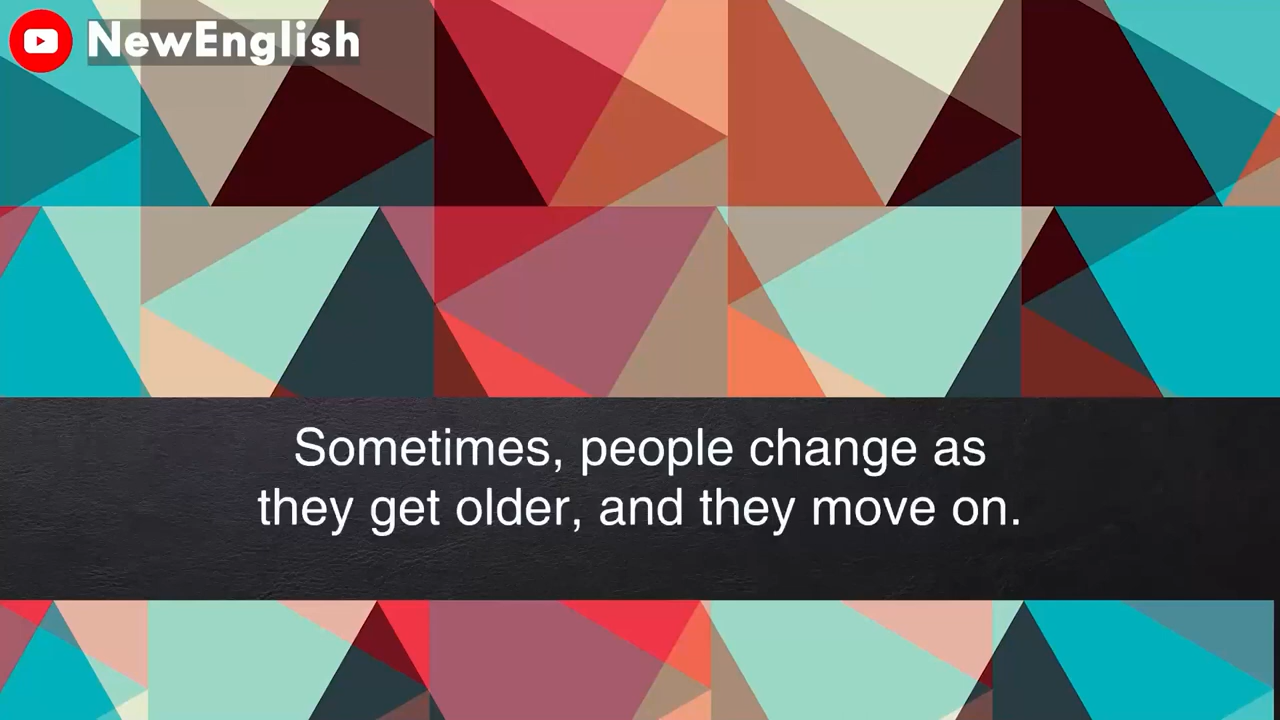 NewEnglish
Sometimes, people change as
they get older, and they move on.